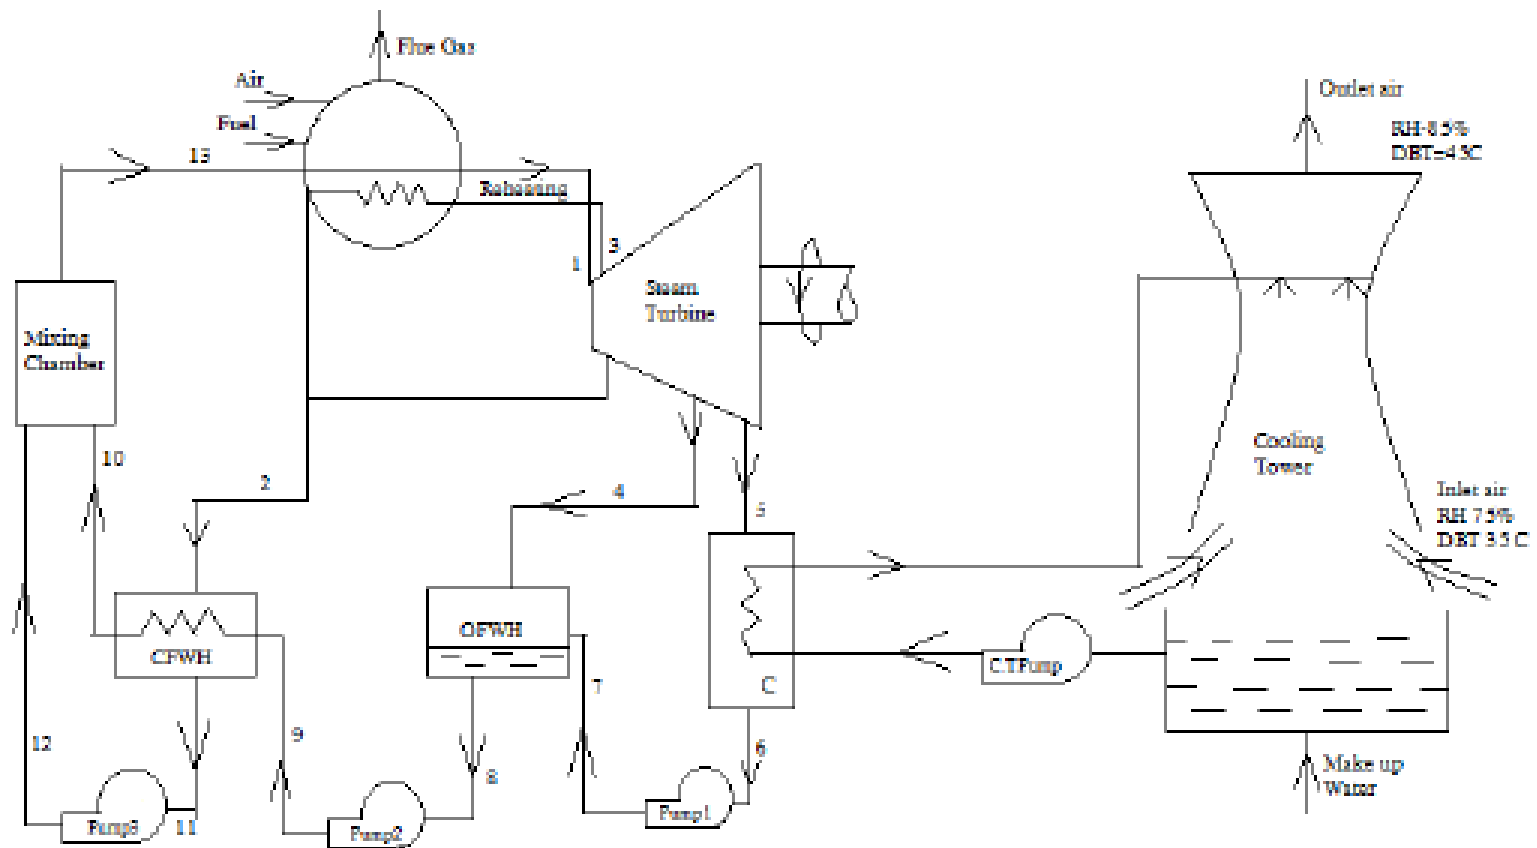 Flue Gas
Air
Fuel
13
Reheating
3
1
Steam
Turbine
Mixing
Chamber
10
2
4
5
CFWH
OFWH
7
C
12
9
8
6
Pump3
11
Pump2
Pump1
C.T.Pump
Outlet air
RH-85%
DBT=45C
Cooling
Tower
Inlet air
RH 75%
DBT 35 C
Make up
Water